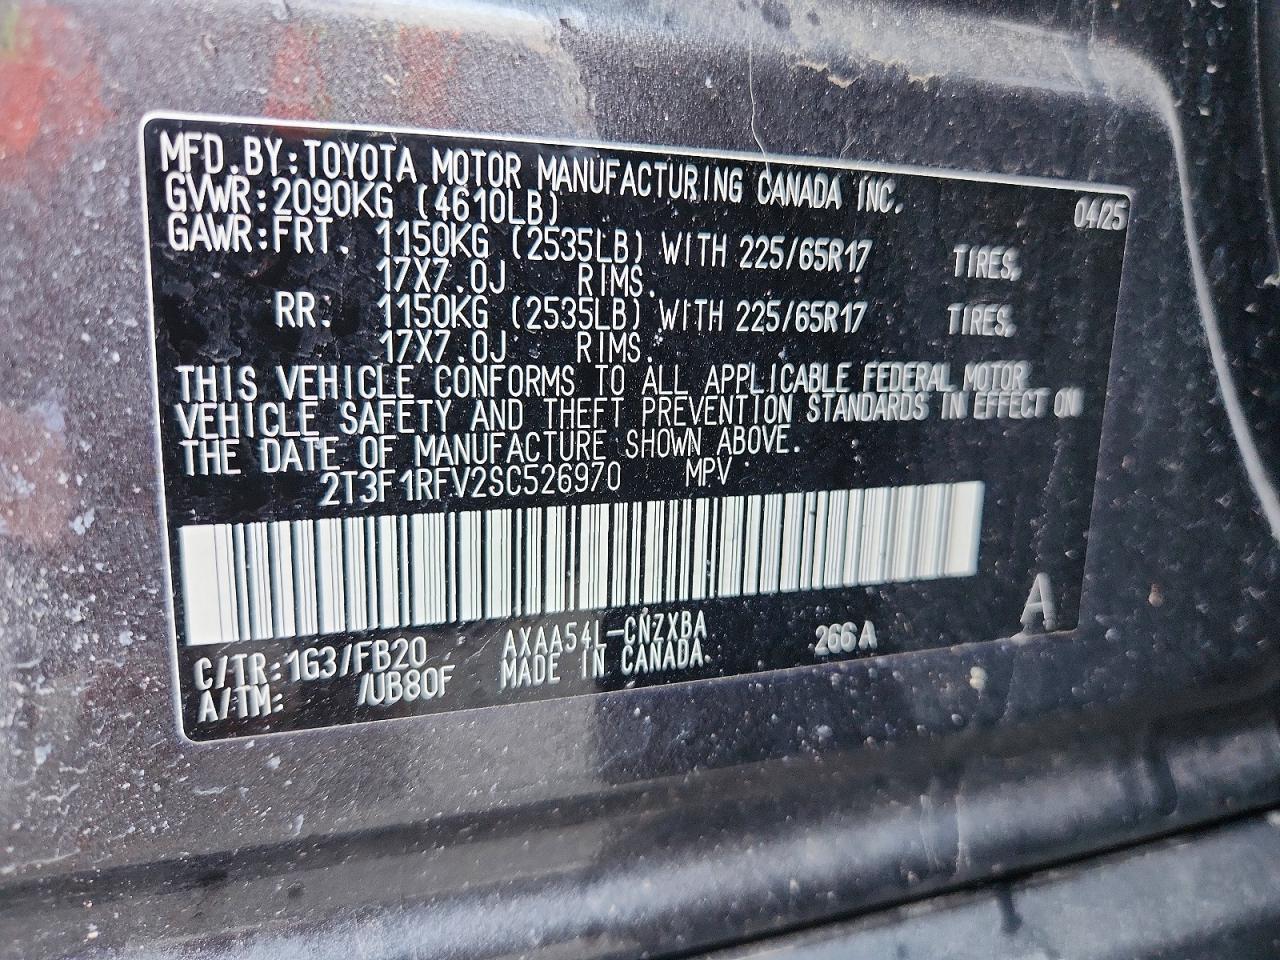 MFD.BY:TOYOTA MOTOR MANUFACTURING CANADA INC.
GVWR:2090KG (4610LB) 04/25
GAWR:FRT. 1150KG (2535LB) WITH 225/65R17 TIRES.
17X7.0J RIMS.
RR. 1150KG (2535LB) WITH 225/65R17 TIRES.
17X7.0J RIMS.
THIS VEHICLE CONFORMS TO ALL APPLICABLE FEDERAL MOTOR
VEHICLE SAFETY AND THEFT PREVENTION STANDARDS IN EFFECT ON
THE DATE OF MANUFACTURE SHOWN ABOVE.
2T3F1RFV2SC526970 MPV
A
C/TR:1G3/FB20 AXAA54L-CNZXBA 266A
A/TM: /UB80F MADE IN CANADA.